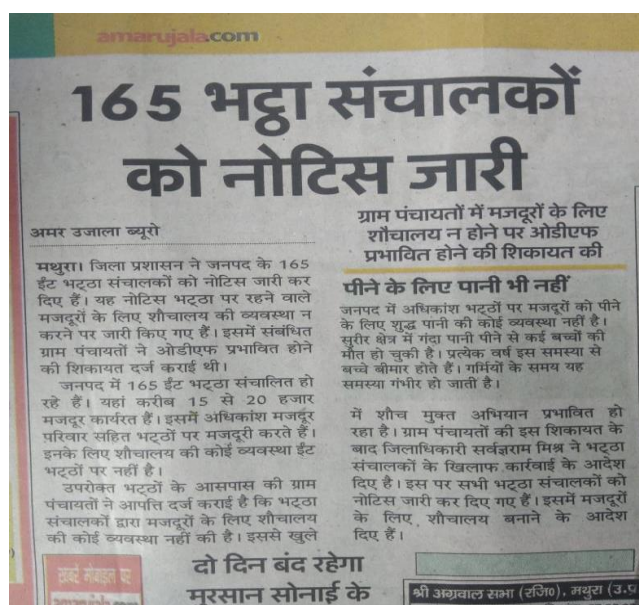 amarujala.com
165 भट्ठा संचालकों
को नोटिस जारी
अमर उजाला ब्यूरो
मथुरा। जिला प्रशासन ने जनपद के 165
ईंट भट्ठा संचालकों को नोटिस जारी कर
दिए हैं। यह नोटिस भट्ठा पर रहने वाले
मजदूरों के लिए शौचालय की व्यवस्था न
करने पर जारी किए गए हैं। इसमें संबंधित
ग्राम पंचायतों ने ओडीएफ प्रभावित होने
की शिकायत दर्ज कराई थी।
जनपद में 165 ईंट भट्ठा संचालित हो
रहे हैं। यहां करीब 15 से 20 हजार
मजदूर कार्यरत हैं। इसमें अधिकांश मजदूर
परिवार सहित भट्ठों पर मजदूरी करते हैं।
इनके लिए शौचालय की कोई व्यवस्था ईंट
भट्ठों पर नहीं है।
उपरोक्त भट्ठों के आसपास की ग्राम
पंचायतों ने आपत्ति दर्ज कराई है कि भट्ठा
संचालकों द्वारा मजदूरों के लिए शौचालय
की कोई व्यवस्था नहीं की है। इससे खुले
ग्राम पंचायतों में मजदूरों के लिए
शौचालय न होने पर ओडीएफ
प्रभावित होने की शिकायत की
पीने के लिए पानी भी नहीं
जनपद में अधिकांश भट्ठों पर मजदूरों को पीने
के लिए शुद्ध पानी की कोई व्यवस्था नहीं है।
सुरीर क्षेत्र में गंदा पानी पीने से कई बच्चों की
मौत हो चुकी है। प्रत्येक वर्ष इस समस्या से
बच्चे बीमार होते हैं। गर्मियों के समय यह
समस्या गंभीर हो जाती है।
में शौच मुक्त अभियान प्रभावित हो
रहा है। ग्राम पंचायतों की इस शिकायत के
बाद जिलाधिकारी सर्वज्ञराम मिश्र ने भट्ठा
संचालकों के खिलाफ कार्रवाई के आदेश
दिए है। इस पर सभी भट्ठा संचालकों को
नोटिस जारी कर दिए गए हैं। इसमें मजदूरों
के लिए शौचालय बनाने के आदेश
दिए हैं।
खबरें मोबाइल पर
दो दिन बंद रहेगा
मुरसान सोनाई के
श्री अग्रवाल सभा (रजि०), मथुरा (उ.प्र